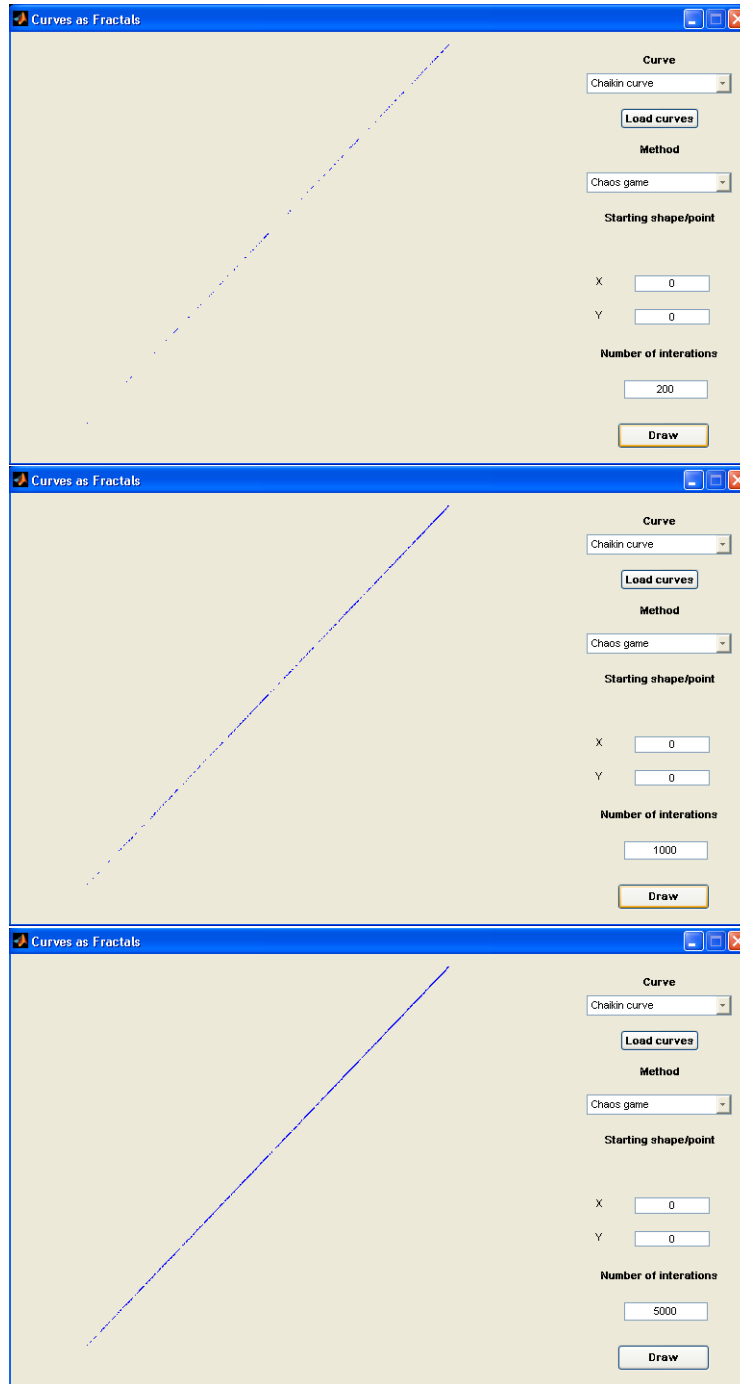 Curves as Fractals
Curve
Chaikin curve
Load curves
Method
Chaos game
Starting shape/point
X 0
Y 0
Number of interations
200
Draw
Curves as Fractals
Curve
Chaikin curve
Load curves
Method
Chaos game
Starting shape/point
X 0
Y 0
Number of interations
1000
Draw
Curves as Fractals
Curve
Chaikin curve
Load curves
Method
Chaos game
Starting shape/point
X 0
Y 0
Number of interations
5000
Draw